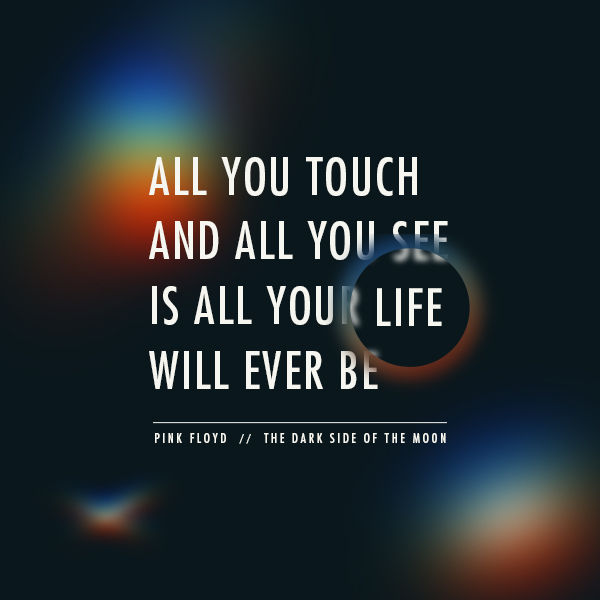 ALL YOU TOUCH
AND ALL YOU SEE
IS ALL YOUR LIFE
WILL EVER BE
PINK FLOYD // THE DARK SIDE OF THE MOON